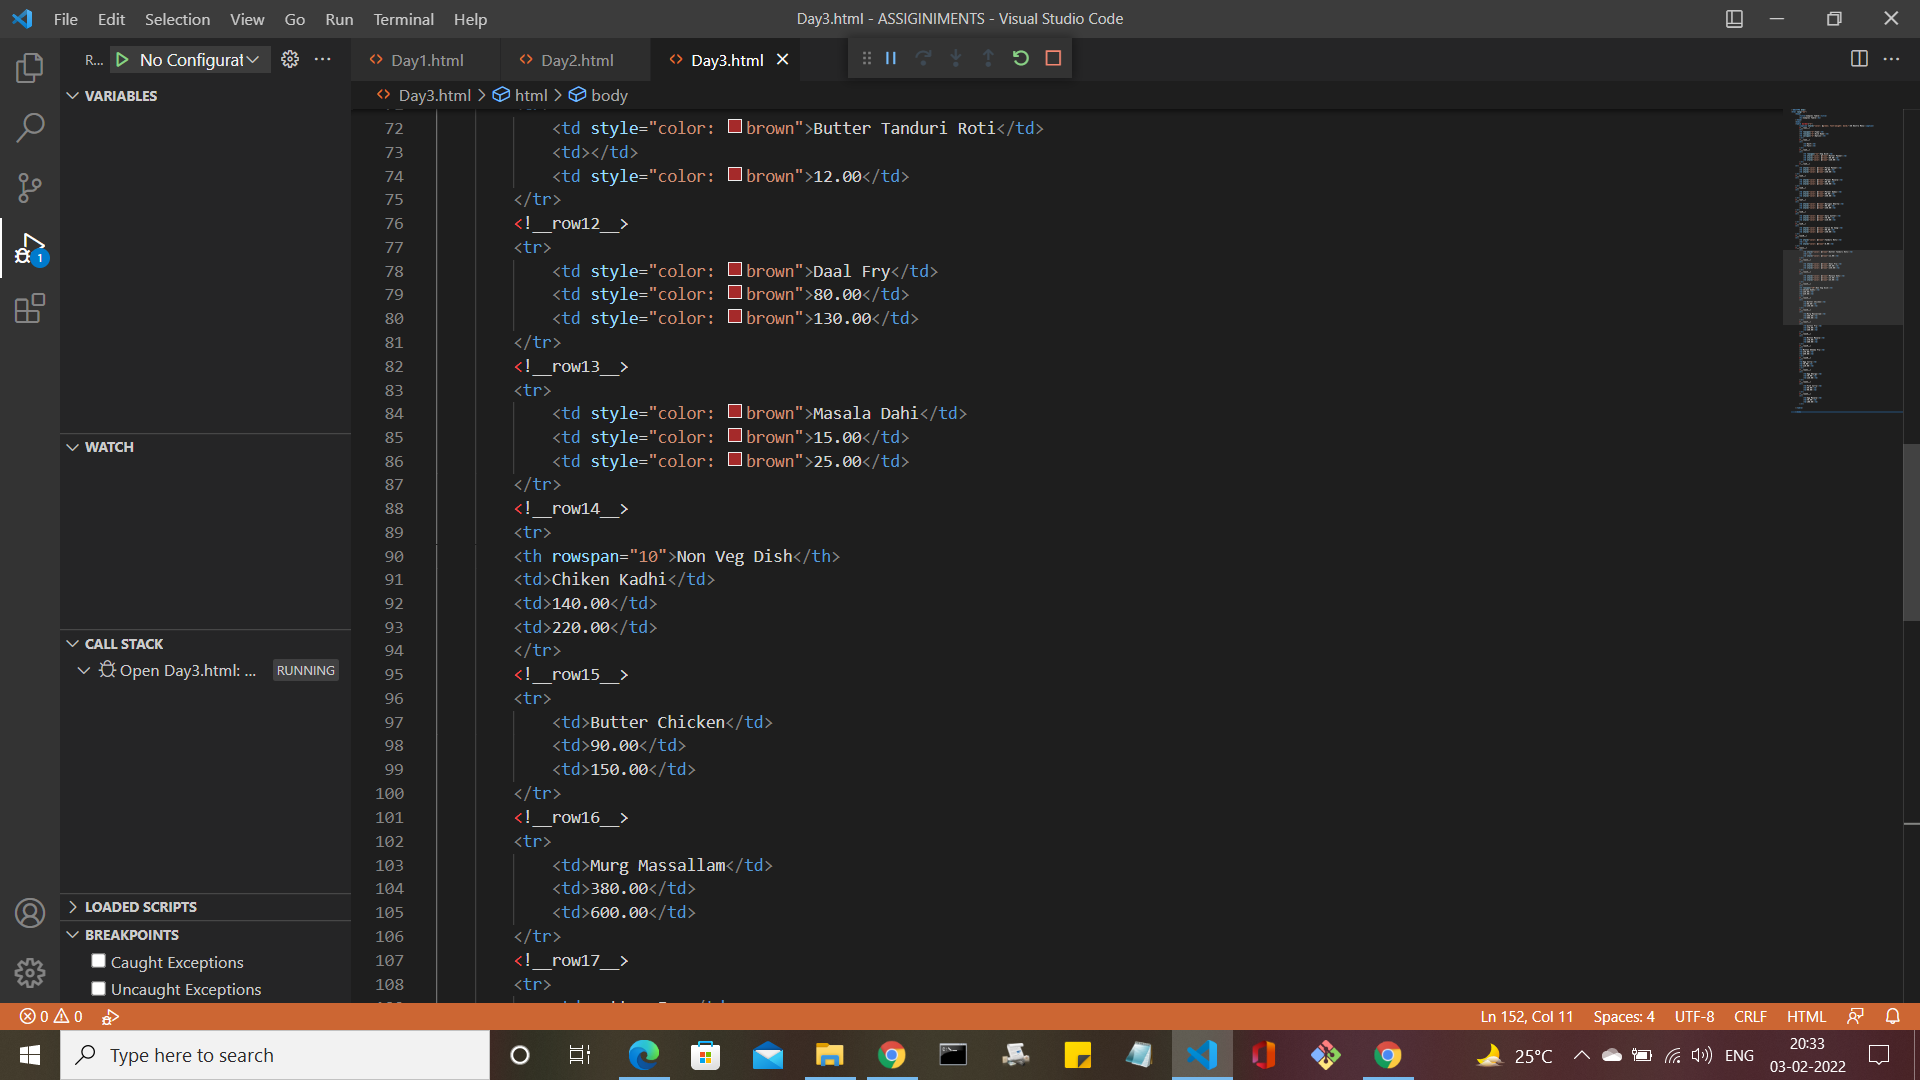 File Edit Selection View Go Run Terminal Help
Day3.html - ASSIGINIMENTS - Visual Studio Code
R... No Configurat
Day1.html
Day2.html
Day3.html
Day3.html > html > body
VARIABLES
WATCH
CALL STACK
Open Day3.html: ... RUNNING
LOADED SCRIPTS
BREAKPOINTS
Caught Exceptions
Uncaught Exceptions
1
72 <td style="color: brown">Butter Tanduri Roti</td>
73 <td></td>
74 <td style="color: brown">12.00</td>
75 </tr>
76 <!__row12__>
77 <tr>
78 <td style="color: brown">Daal Fry</td>
79 <td style="color: brown">80.00</td>
80 <td style="color: brown">130.00</td>
81 </tr>
82 <!__row13__>
83 <tr>
84 <td style="color: brown">Masala Dahi</td>
85 <td style="color: brown">15.00</td>
86 <td style="color: brown">25.00</td>
87 </tr>
88 <!__row14__>
89 <tr>
90 <th rowspan="10">Non Veg Dish</th>
91 <td>Chiken Kadhi</td>
92 <td>140.00</td>
93 <td>220.00</td>
94 </tr>
95 <!__row15__>
96 <tr>
97 <td>Butter Chicken</td>
98 <td>90.00</td>
99 <td>150.00</td>
100 </tr>
101 <!__row16__>
102 <tr>
103 <td>Murg Massallam</td>
104 <td>380.00</td>
105 <td>600.00</td>
106 </tr>
107 <!__row17__>
108 <tr>
0 0
Ln 152, Col 11 Spaces: 4 UTF-8 CRLF HTML
Type here to search
25°C ENG
20:33
03-02-2022